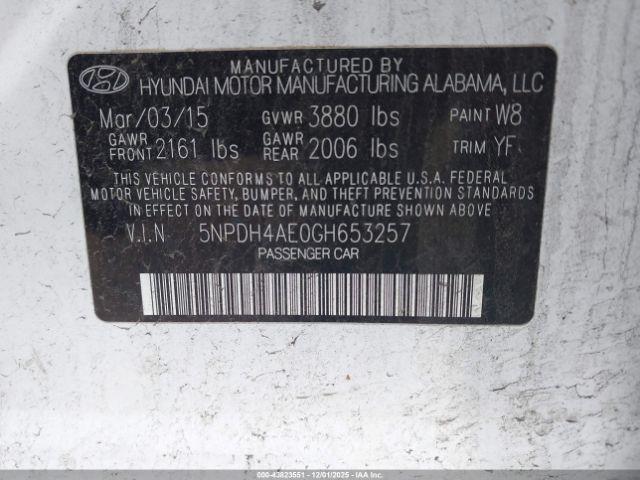 MANUFACTURED BY
HYUNDAI MOTOR MANUFACTURING ALABAMA, LLC
Mar/03/15 GVWR 3880 lbs PAINT W8
GAWR FRONT 2161 lbs GAWR REAR 2006 lbs TRIM YF
THIS VEHICLE CONFORMS TO ALL APPLICABLE U.S.A. FEDERAL
MOTOR VEHICLE SAFETY, BUMPER, AND THEFT PREVENTION STANDARDS
IN EFFECT ON THE DATE OF MANUFACTURE SHOWN ABOVE.
V.I.N 5NPDH4AE0GH653257
PASSENGER CAR
000-43823551 - 12/01/2025 - IAAI.COM